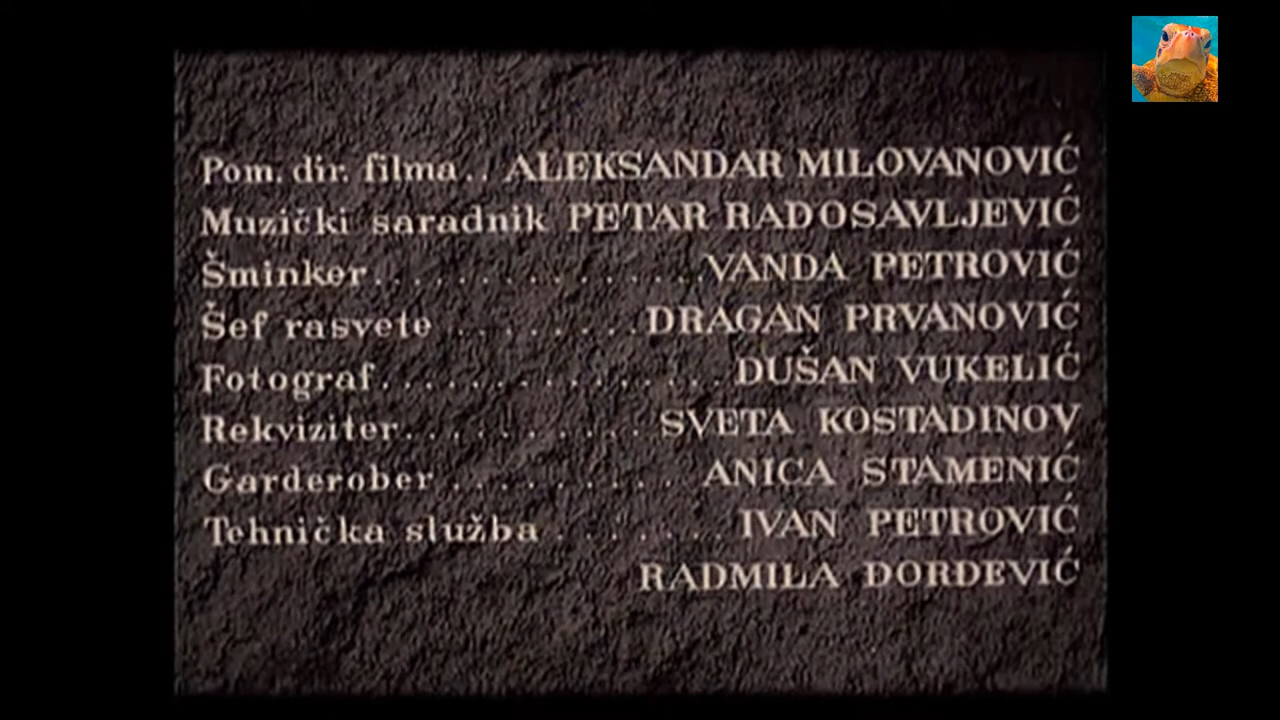 Pom. dir. filma.. ALEKSANDAR MILOVANOVIĆ
Muzički saradnik PETAR RADOSAVLJEVIĆ
Šminker................VANDA PETROVIĆ
Šef rasvete ........DRAGAN PRVANOVIĆ
Fotograf................DUŠAN VUKELIĆ
Rekviziter...........SVETA KOSTADINOV
Garderober ......... ANICA STAMENIĆ
Tehnička služba .......IVAN PETROVIĆ
RADMILA ĐORĐEVIĆ